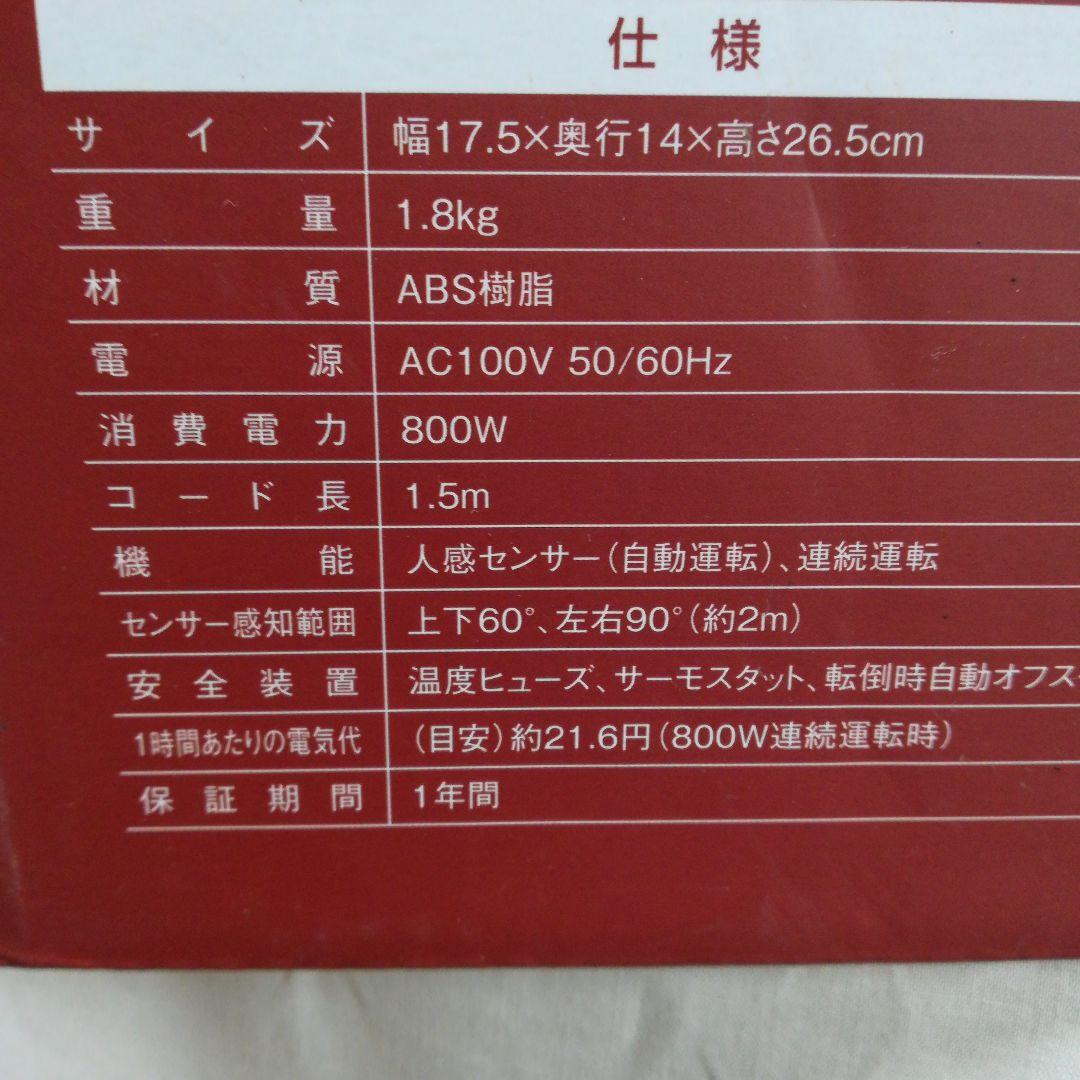 仕様
サイズ 幅17.5×奥行14×高さ26.5cm
重量 1.8kg
材質 ABS樹脂
電源 AC100V 50/60Hz
消費電力 800W
コード長 1.5m
機能 人感センサー(自動運転)、連続運転
センサー感知範囲 上下60°、左右90°(約2m)
安全装置 温度ヒューズ、サーモスタット、転倒時自動オフス
1時間あたりの電気代 (目安)約21.6円(800W連続運転時)
保証期間 1年間